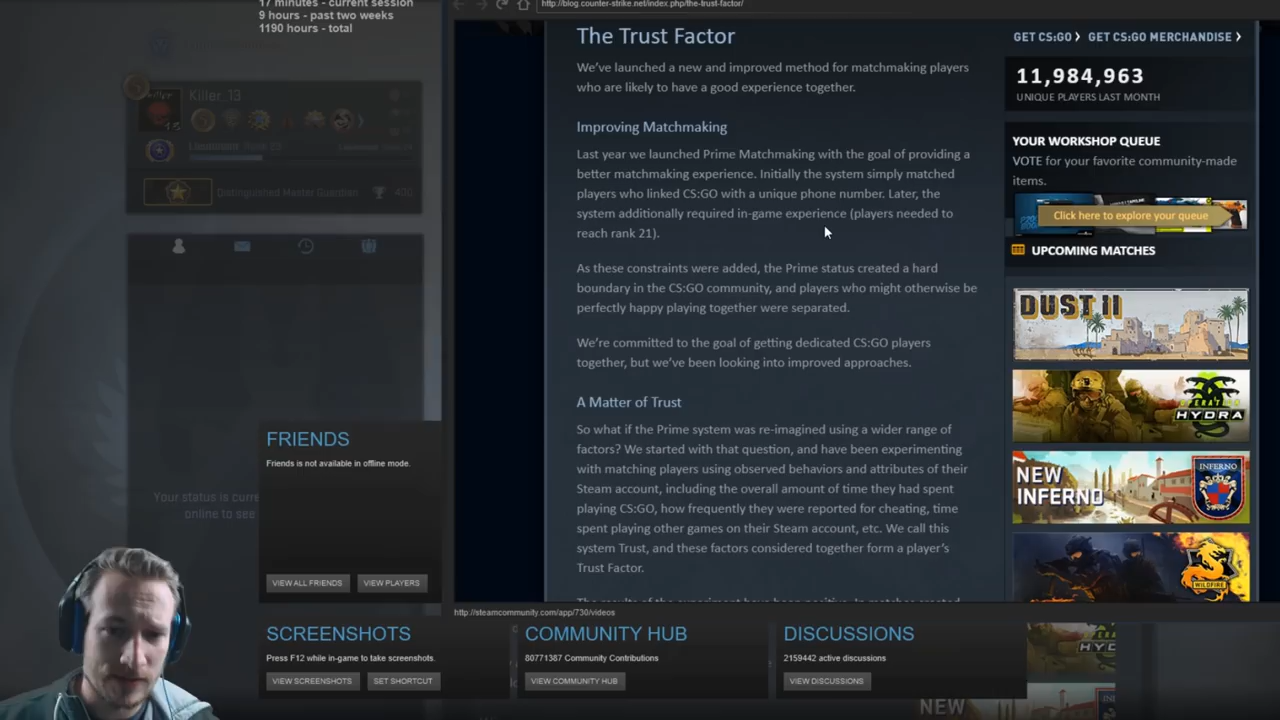 17 minutes - current session
9 hours - past two weeks
1190 hours - total
http://blog.counter-strike.net/index.php/the-trust-factor/
Killer_13
Distinguished Master Guardian
Your status is curre
online to see
FRIENDS
Friends is not available in offline mode.
VIEW ALL FRIENDS
VIEW PLAYERS
The Trust Factor
We've launched a new and improved method for matchmaking players
who are likely to have a good experience together.
Improving Matchmaking
Last year we launched Prime Matchmaking with the goal of providing a
better matchmaking experience. Initially the system simply matched
players who linked CS:GO with a unique phone number. Later, the
system additionally required in-game experience (players needed to
reach rank 21).
As these constraints were added, the Prime status created a hard
boundary in the CS:GO community, and players who might otherwise be
perfectly happy playing together were separated.
We're committed to the goal of getting dedicated CS:GO players
together, but we've been looking into improved approaches.
A Matter of Trust
So what if the Prime system was re-imagined using a wider range of
factors? We started with that question, and have been experimenting
with matching players using observed behaviors and attributes of their
Steam account, including the overall amount of time they had spent
playing CS:GO, how frequently they were reported for cheating, time
spent playing other games on their Steam account, etc. We call this
system Trust, and these factors considered together form a player's
Trust Factor.
GET CS:GO
GET CS:GO MERCHANDISE
11,984,963
UNIQUE PLAYERS LAST MONTH
YOUR WORKSHOP QUEUE
VOTE for your favorite community-made
items.
Click here to explore your queue
UPCOMING MATCHES
DUST II
OPERATION
HYDRA
NEW
INFERNO
INFERNO
WILDFIRE
http://steamcommunity.com/app/730/videos
SCREENSHOTS
Press F12 while in-game to take screenshots.
VIEW SCREENSHOTS
SET SHORTCUT
COMMUNITY HUB
80771387 Community Contributions
VIEW COMMUNITY HUB
DISCUSSIONS
2159442 active discussions
VIEW DISCUSSIONS
NEW